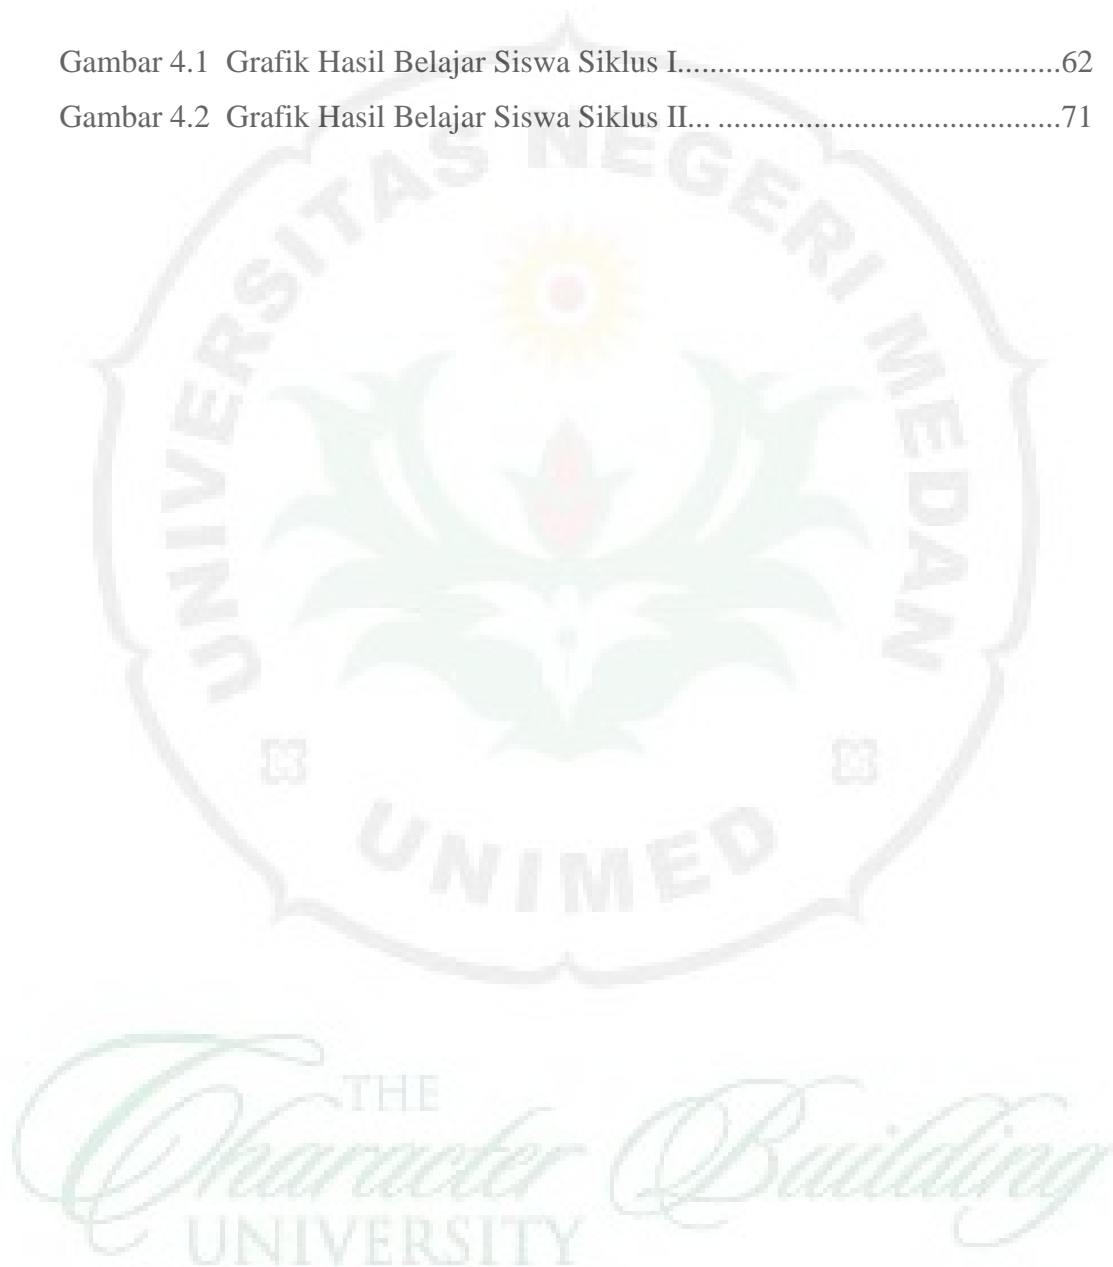 Gambar 4.1 Grafik Hasil Belajar Siswa Siklus I.............................................62
Gambar 4.2 Grafik Hasil Belajar Siswa Siklus II... .........................................71
UNIVERSITAS NEGERI MEDAN
UNIMED
THE
Character Building
UNIVERSITY